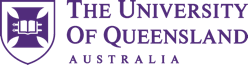 THE UNIVERSITY
OF QUEENSLAND
AUSTRALIA